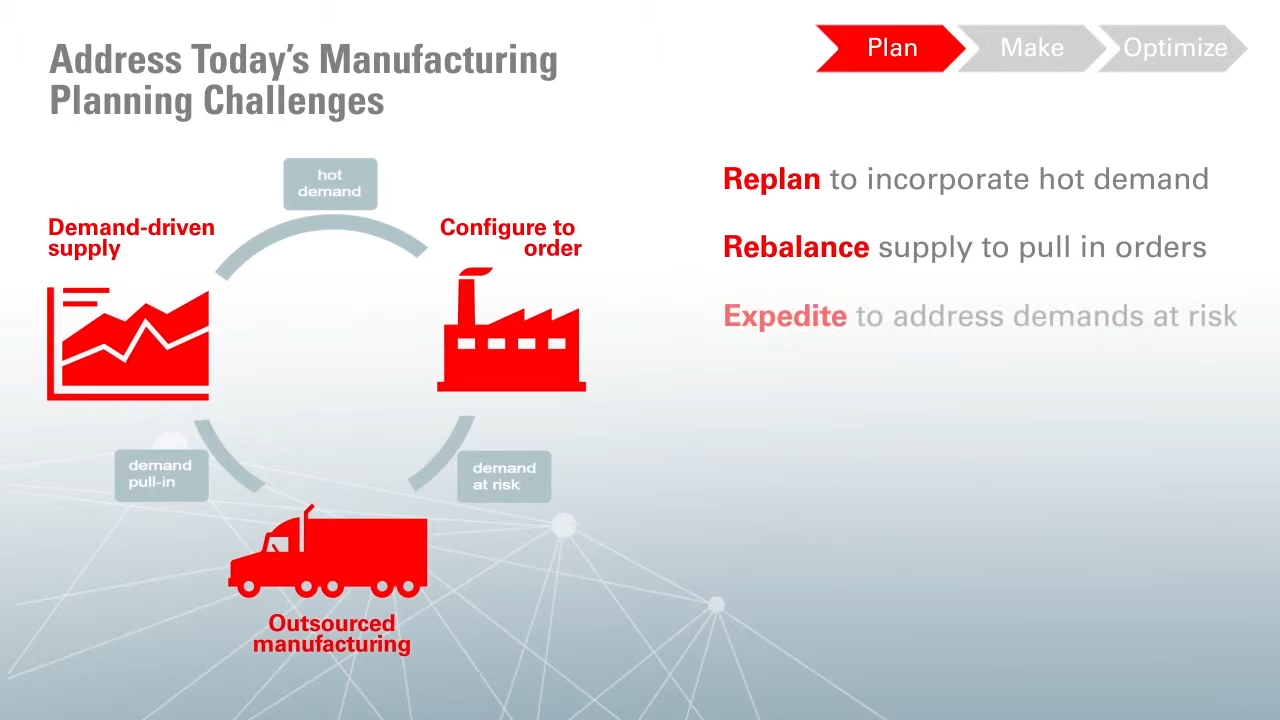 Address Today's Manufacturing
Planning Challenges
Plan
Make
Optimize
hot
demand
Demand-driven
supply
Configure to
order
demand
pull-in
demand
at risk
Outsourced
manufacturing
Replan to incorporate hot demand
Rebalance supply to pull in orders
Expedite to address demands at risk